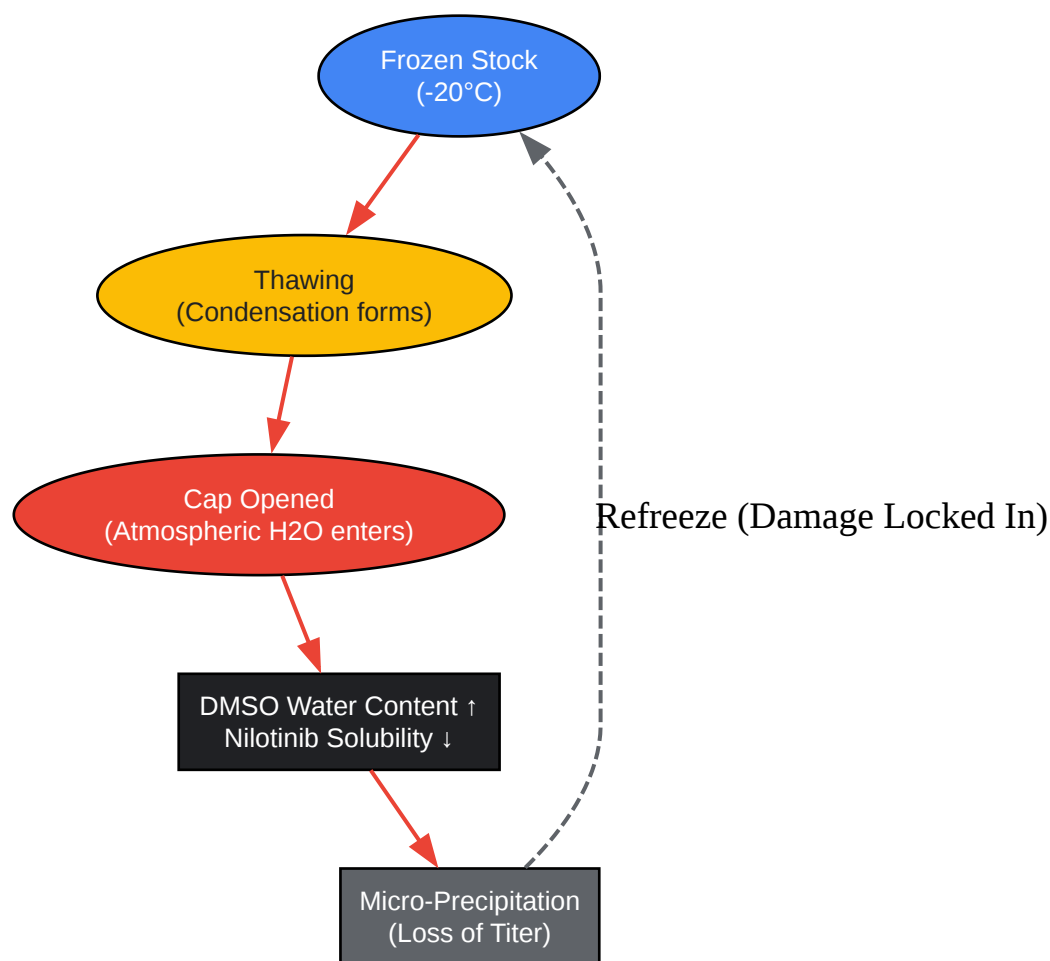 Frozen Stock
(-20°C)
Thawing
(Condensation forms)
Cap Opened
(Atmospheric H2O enters)
Refreeze (Damage Locked In)
DMSO Water Content ↑
Nilotinib Solubility ↓
Micro-Precipitation
(Loss of Titer)